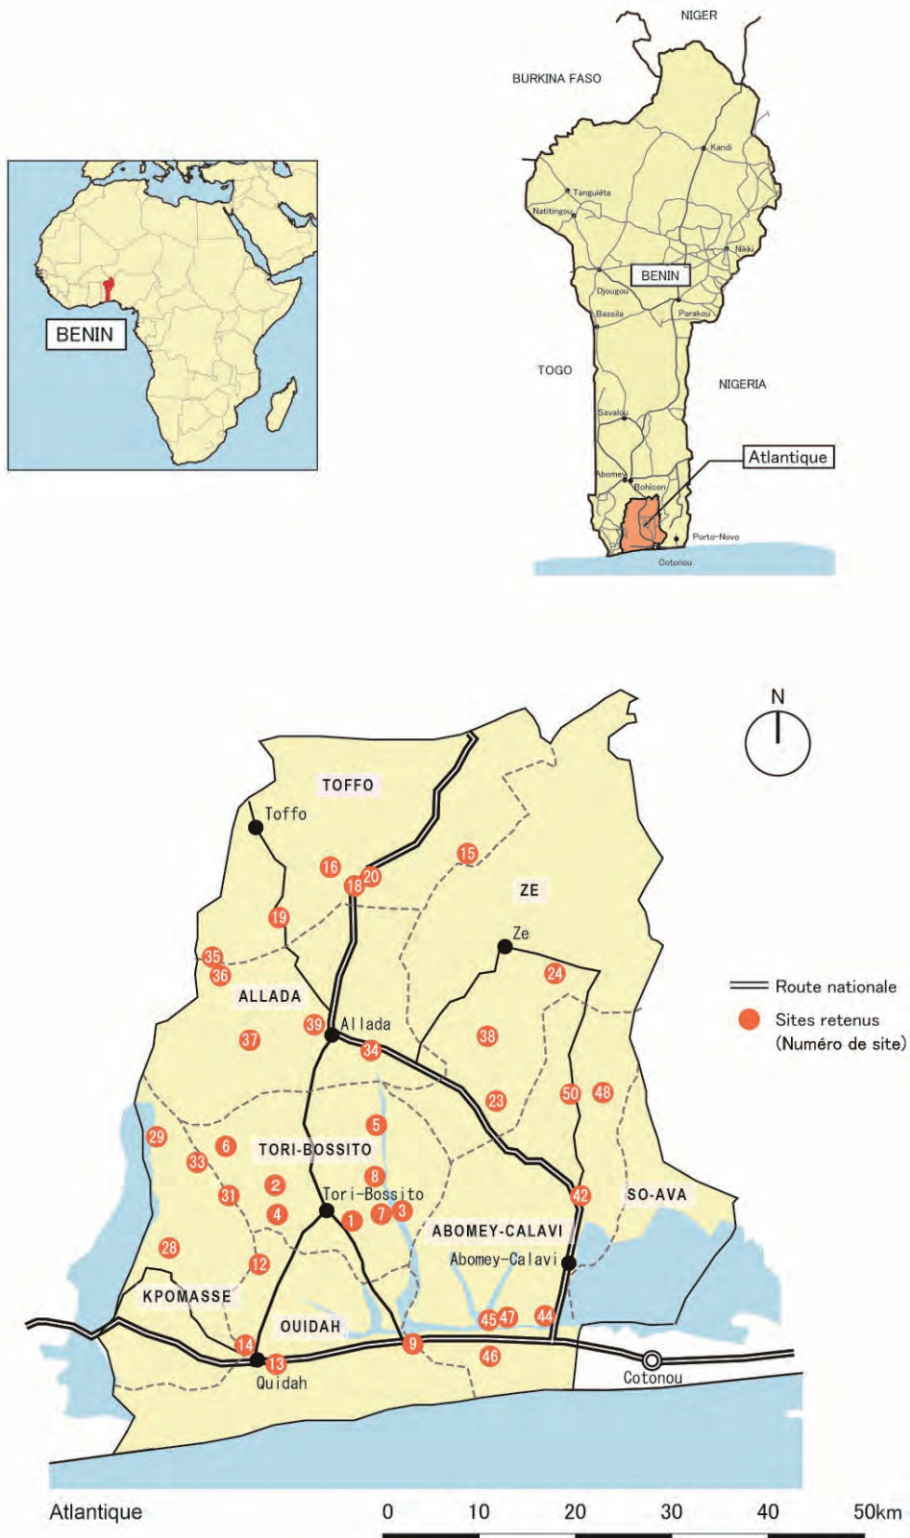 NIGER
BURKINA FASO
Kandi
Tanguiéta
Natitingou
Nikki
BENIN
Djougou
Bassila
Parakou
TOGO
NIGERIA
Savalou
Atlantique
Abomey
Bohicon
Porto-Novo
Cotonou
BENIN
N
TOFFO
Toffo
15
16
20
18
ZE
19
Ze
35
24
36
ALLADA
Route nationale
Sites retenus
(Numéro de site)
39
Allada
38
37
34
50
48
23
5
29
6
TORI-BOSSITO
33
8
2
31
Tori-Bossito
42
SO-AVA
4
1
7
3
ABOMEY-CALAVI
28
12
Abomey-Calavi
KPOMASSE
OUIDAH
45
47
44
14
9
13
46
Quidah
Cotonou
Atlantique
0 10 20 30 40 50km